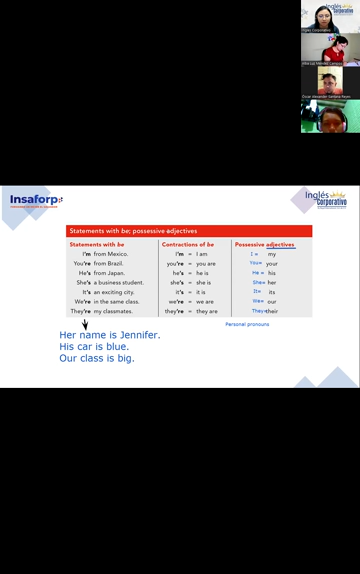 Inglés
Corporativo
Inglés Corporativo
Insaforp
Inglés
Corporativo
Statements with be; possessive adjectives
Statements with be Contractions of be Possessive adjectives
I'm from Mexico. I'm = I am I = my
You're from Brazil. you're = you are You= your
He's from Japan. he's = he is He = his
She's a business student. she's = she is She= her
It's an exciting city. it's = it is It= its
We're in the same class. we're = we are We= our
They're my classmates. they're = they are They= their
Personal pronouns
Her name is Jennifer.
His car is blue.
Our class is big.